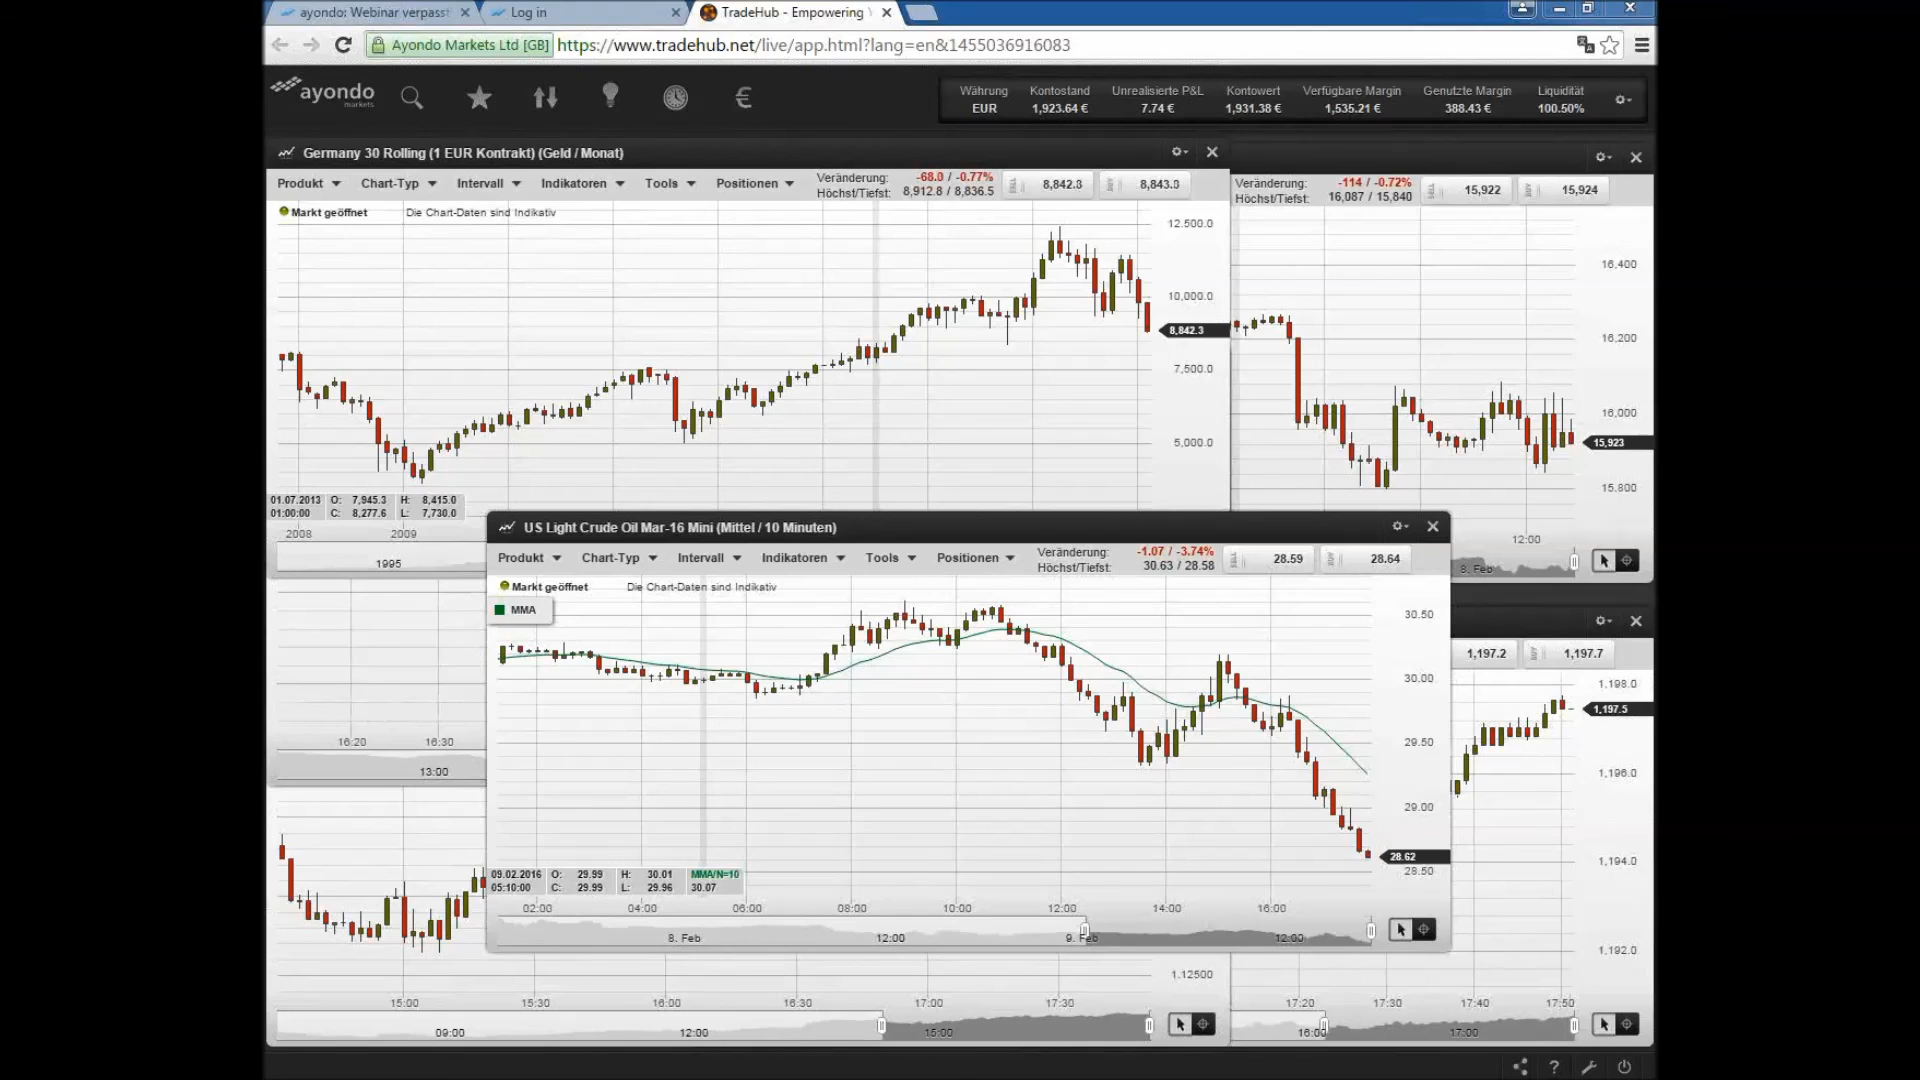 ayondo: Webinar verpasst
Log in
TradeHub - Empowering
Ayondo Markets Ltd [GB]
https://www.tradehub.net/live/app.html?lang=en&1455036916083
ayondo
markets
€
Währung
EUR
Kontostand
1,923.64 €
Unrealisierte P&L
7.74 €
Kontowert
1,931.38 €
Verfügbare Margin
1,535.21 €
Genutzte Margin
388.43 €
Liquidität
100.50%
Germany 30 Rolling (1 EUR Kontrakt) (Geld / Monat)
Produkt Chart-Typ Intervall Indikatoren Tools Positionen
Veränderung: -68.0 / -0.77%
Höchst/Tiefst: 8,912.8 / 8,836.5
SELL 8,842.3
BUY 8,843.3
Markt geöffnet Die Chart-Daten sind Indikativ
12,500.0
10,000.0
8,842.3
7,500.0
5,000.0
01.07.2013 O: 7,945.3 H: 8,415.0
01:00:00 C: 8,277.6 L: 7,730.0
2008 2009
1995
Veränderung: -114 / -0.72%
Höchst/Tiefst: 16,087 / 15,840
SELL 15,922
BUY 15,924
16,400
16,200
16,000
15,923
15,800
12:00
8. Feb
US Light Crude Oil Mar-16 Mini (Mittel / 10 Minuten)
Produkt Chart-Typ Intervall Indikatoren Tools Positionen
Veränderung: -1.07 / -3.74%
Höchst/Tiefst: 30.63 / 28.58
SELL 28.59
BUY 28.64
Markt geöffnet Die Chart-Daten sind Indikativ
MMA
30.50
30.00
29.50
29.00
28.62
28.50
09.02.2016 O: 29.99 H: 30.01 MMA/N=10
05:10:00 C: 29.99 L: 29.96 30.07
02:00 04:00 06:00 08:00 10:00 12:00 14:00 16:00
8. Feb 12:00 9. Feb 12:00
16:20 16:30
13:00
1,197.2
BUY 1,197.7
1,198.0
1,197.5
1,196.0
1,194.0
1,192.0
17:20 17:30 17:40 17:50
16:00 17:00
1.12500
15:00 15:30 16:00 16:30 17:00 17:30
09:00 12:00 15:00
?